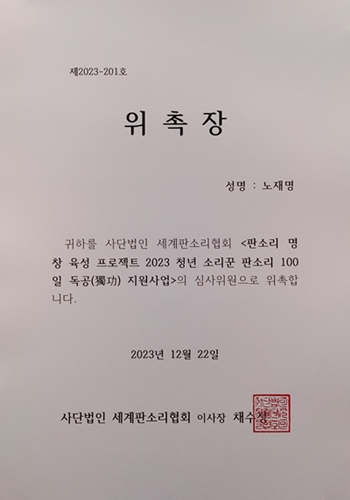 제2023-201호
위 촉 장
성명 : 노재명
귀하를 사단법인 세계판소리협회 <판소리 명
창 육성 프로젝트 2023 청년 소리꾼 판소리 100
일 독공(獨功) 지원사업>의 심사위원으로 위촉합
니다.
2023년 12월 22일
사단법인 세계판소리협회 이사장 채수정